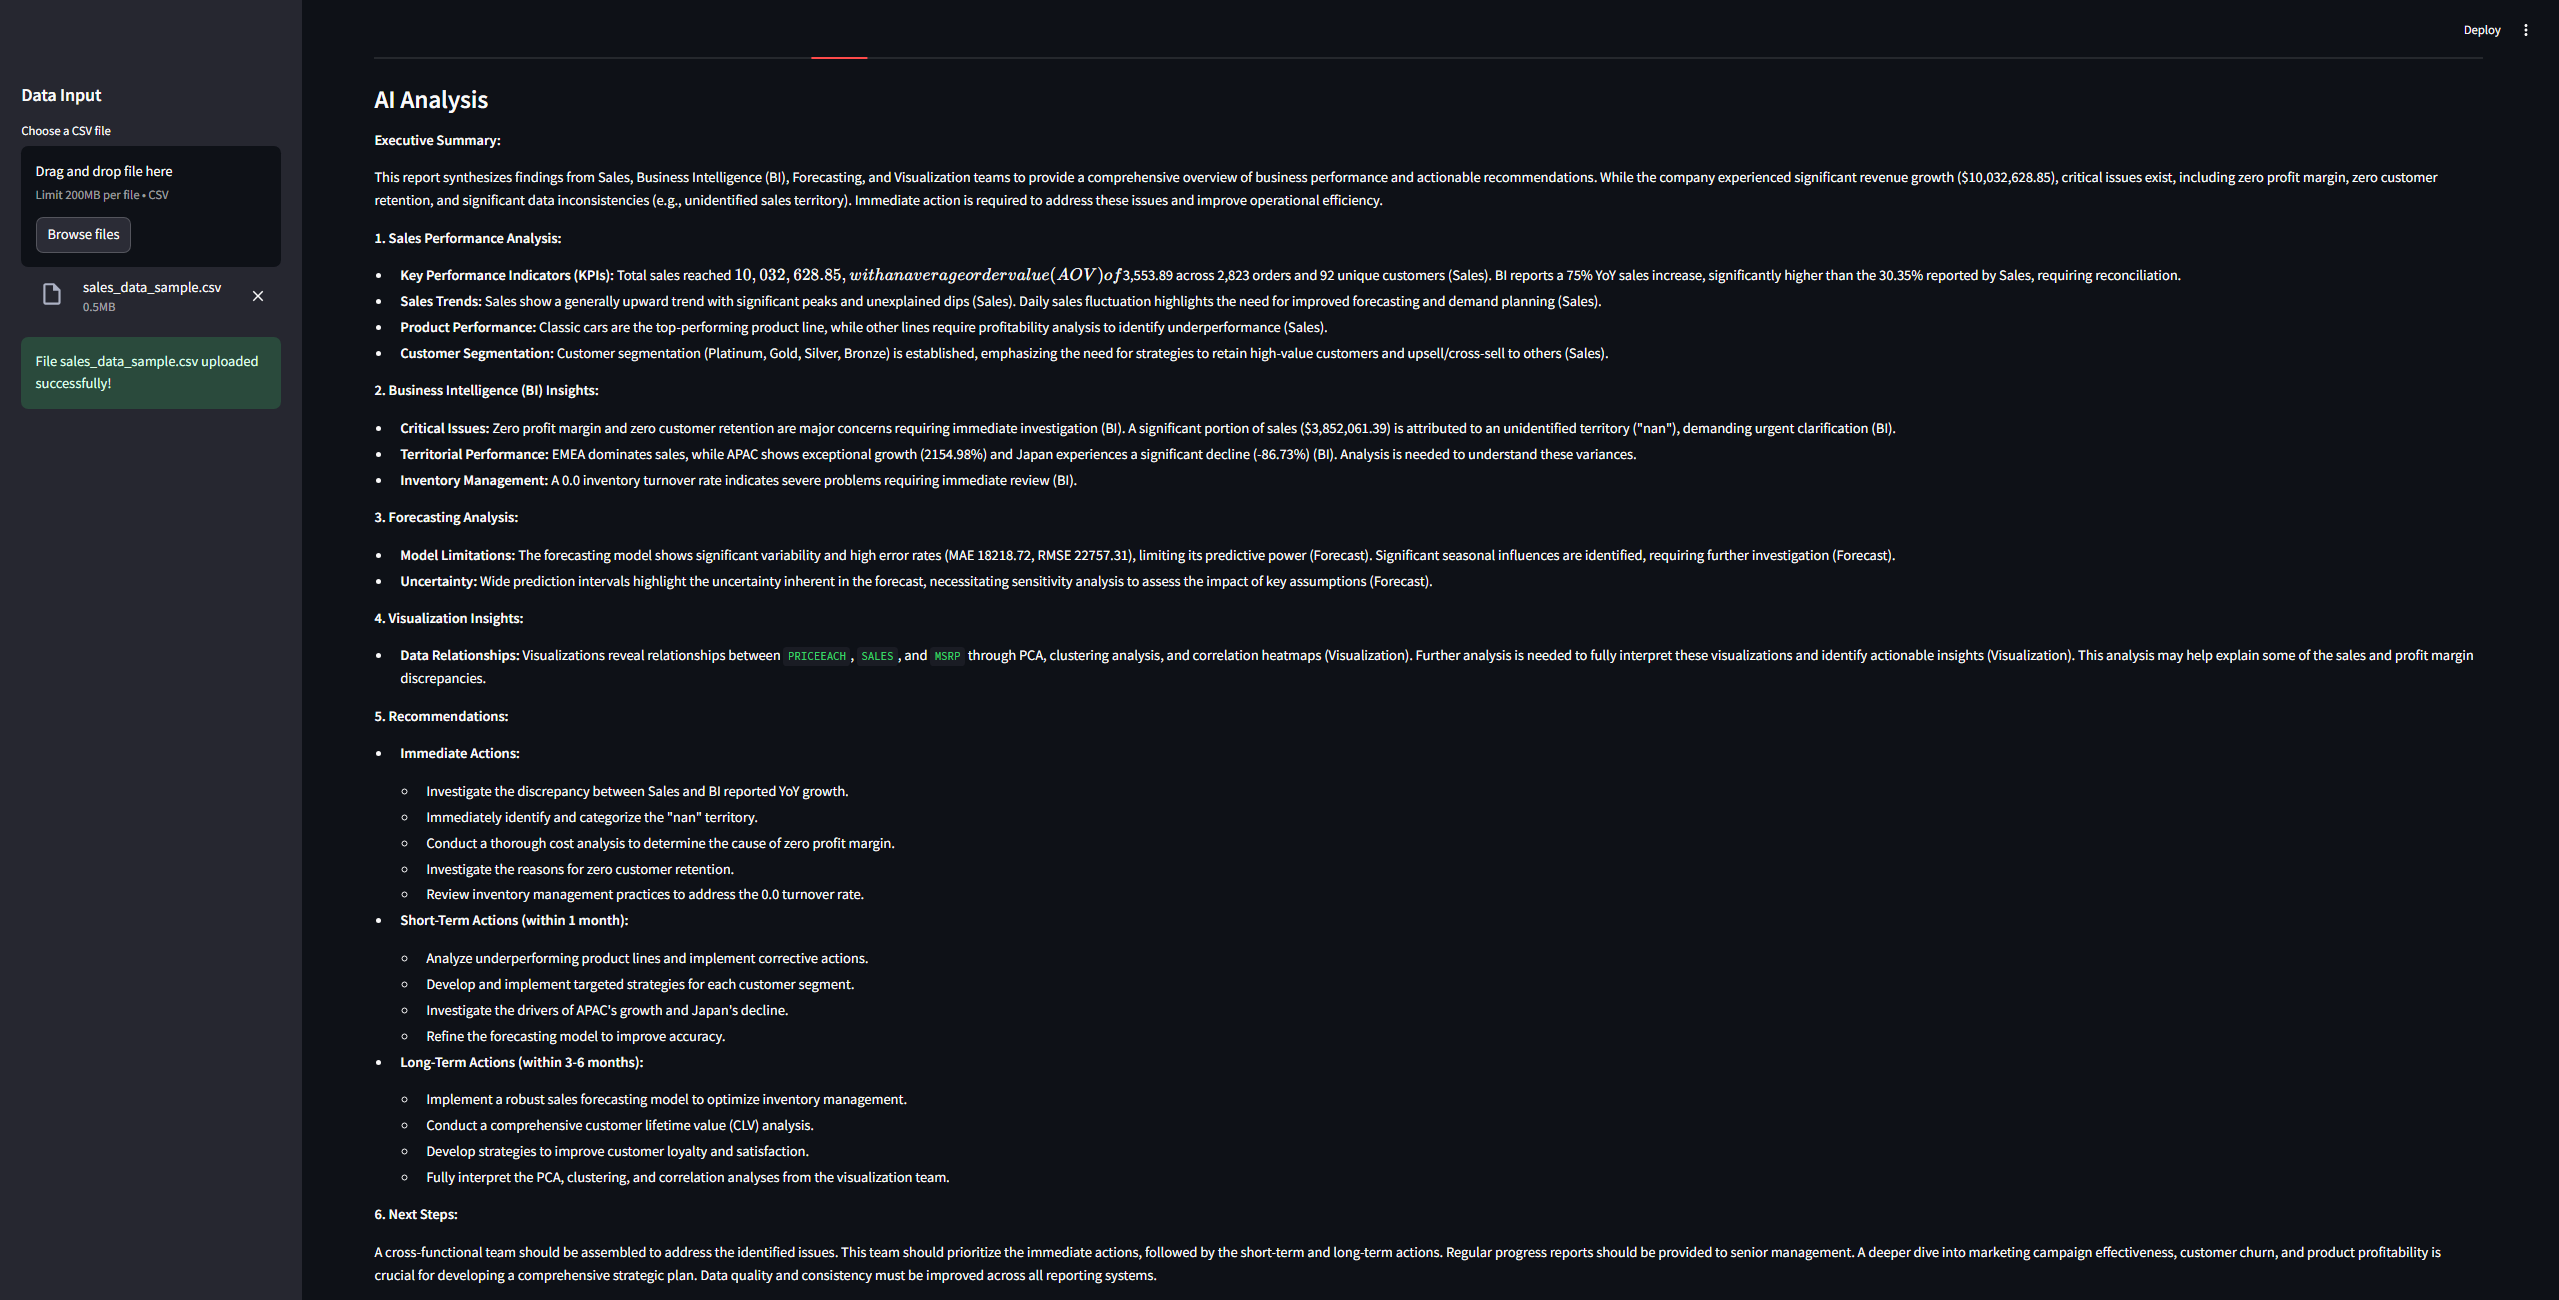 Deploy
Data Input
Choose a CSV file
Drag and drop file here
Limit 200MB per file • CSV
Browse files
sales_data_sample.csv
0.5MB
File sales_data_sample.csv uploaded
successfully!
AI Analysis
Executive Summary:
This report synthesizes findings from Sales, Business Intelligence (BI), Forecasting, and Visualization teams to provide a comprehensive overview of business performance and actionable recommendations. While the company experienced significant revenue growth ($10,032,628.85), critical issues exist, including zero profit margin, zero customer
retention, and significant data inconsistencies (e.g., unidentified sales territory). Immediate action is required to address these issues and improve operational efficiency.
1. Sales Performance Analysis:
• Key Performance Indicators (KPIs): Total sales reached 10,032,628.85,withanaverageordervalue(AOV)of3,553.89 across 2,823 orders and 92 unique customers (Sales). BI reports a 75% YoY sales increase, significantly higher than the 30.35% reported by Sales, requiring reconciliation.
• Sales Trends: Sales show a generally upward trend with significant peaks and unexplained dips (Sales). Daily sales fluctuation highlights the need for improved forecasting and demand planning (Sales).
• Product Performance: Classic cars are the top-performing product line, while other lines require profitability analysis to identify underperformance (Sales).
• Customer Segmentation: Customer segmentation (Platinum, Gold, Silver, Bronze) is established, emphasizing the need for strategies to retain high-value customers and upsell/cross-sell to others (Sales).
2. Business Intelligence (BI) Insights:
• Critical Issues: Zero profit margin and zero customer retention are major concerns requiring immediate investigation (BI). A significant portion of sales ($3,852,061.39) is attributed to an unidentified territory ("nan"), demanding urgent clarification (BI).
• Territorial Performance: EMEA dominates sales, while APAC shows exceptional growth (2154.98%) and Japan experiences a significant decline (-86.73%) (BI). Analysis is needed to understand these variances.
• Inventory Management: A 0.0 inventory turnover rate indicates severe problems requiring immediate review (BI).
3. Forecasting Analysis:
• Model Limitations: The forecasting model shows significant variability and high error rates (MAE 18218.72, RMSE 22757.31), limiting its predictive power (Forecast). Significant seasonal influences are identified, requiring further investigation (Forecast).
• Uncertainty: Wide prediction intervals highlight the uncertainty inherent in the forecast, necessitating sensitivity analysis to assess the impact of key assumptions (Forecast).
4. Visualization Insights:
• Data Relationships: Visualizations reveal relationships between PRICEEACH, SALES, and MSRP through PCA, clustering analysis, and correlation heatmaps (Visualization). Further analysis is needed to fully interpret these visualizations and identify actionable insights (Visualization). This analysis may help explain some of the sales and profit margin
discrepancies.
5. Recommendations:
• Immediate Actions:
◦ Investigate the discrepancy between Sales and BI reported YoY growth.
◦ Immediately identify and categorize the "nan" territory.
◦ Conduct a thorough cost analysis to determine the cause of zero profit margin.
◦ Investigate the reasons for zero customer retention.
◦ Review inventory management practices to address the 0.0 turnover rate.
• Short-Term Actions (within 1 month):
◦ Analyze underperforming product lines and implement corrective actions.
◦ Develop and implement targeted strategies for each customer segment.
◦ Investigate the drivers of APAC's growth and Japan's decline.
◦ Refine the forecasting model to improve accuracy.
• Long-Term Actions (within 3-6 months):
◦ Implement a robust sales forecasting model to optimize inventory management.
◦ Conduct a comprehensive customer lifetime value (CLV) analysis.
◦ Develop strategies to improve customer loyalty and satisfaction.
◦ Fully interpret the PCA, clustering, and correlation analyses from the visualization team.
6. Next Steps:
A cross-functional team should be assembled to address the identified issues. This team should prioritize the immediate actions, followed by the short-term and long-term actions. Regular progress reports should be provided to senior management. A deeper dive into marketing campaign effectiveness, customer churn, and product profitability is
crucial for developing a comprehensive strategic plan. Data quality and consistency must be improved across all reporting systems.